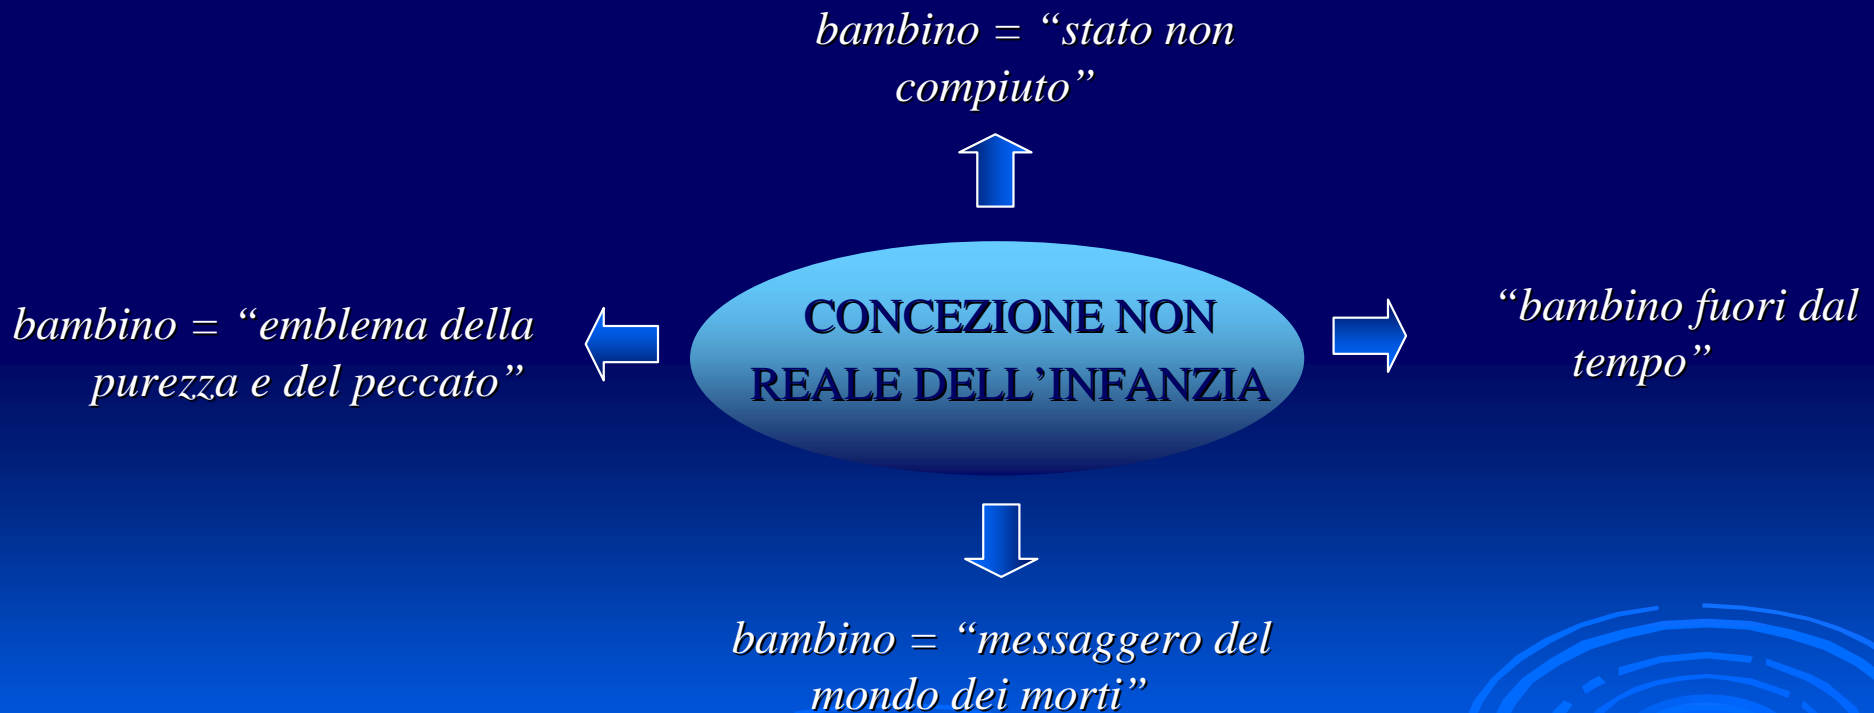 bambino = “stato non
compiuto”
CONCEZIONE NON
REALE DELL’INFANZIA
bambino = “emblema della
purezza e del peccato”
“bambino fuori dal
tempo”
bambino = “messaggero del
mondo dei morti”